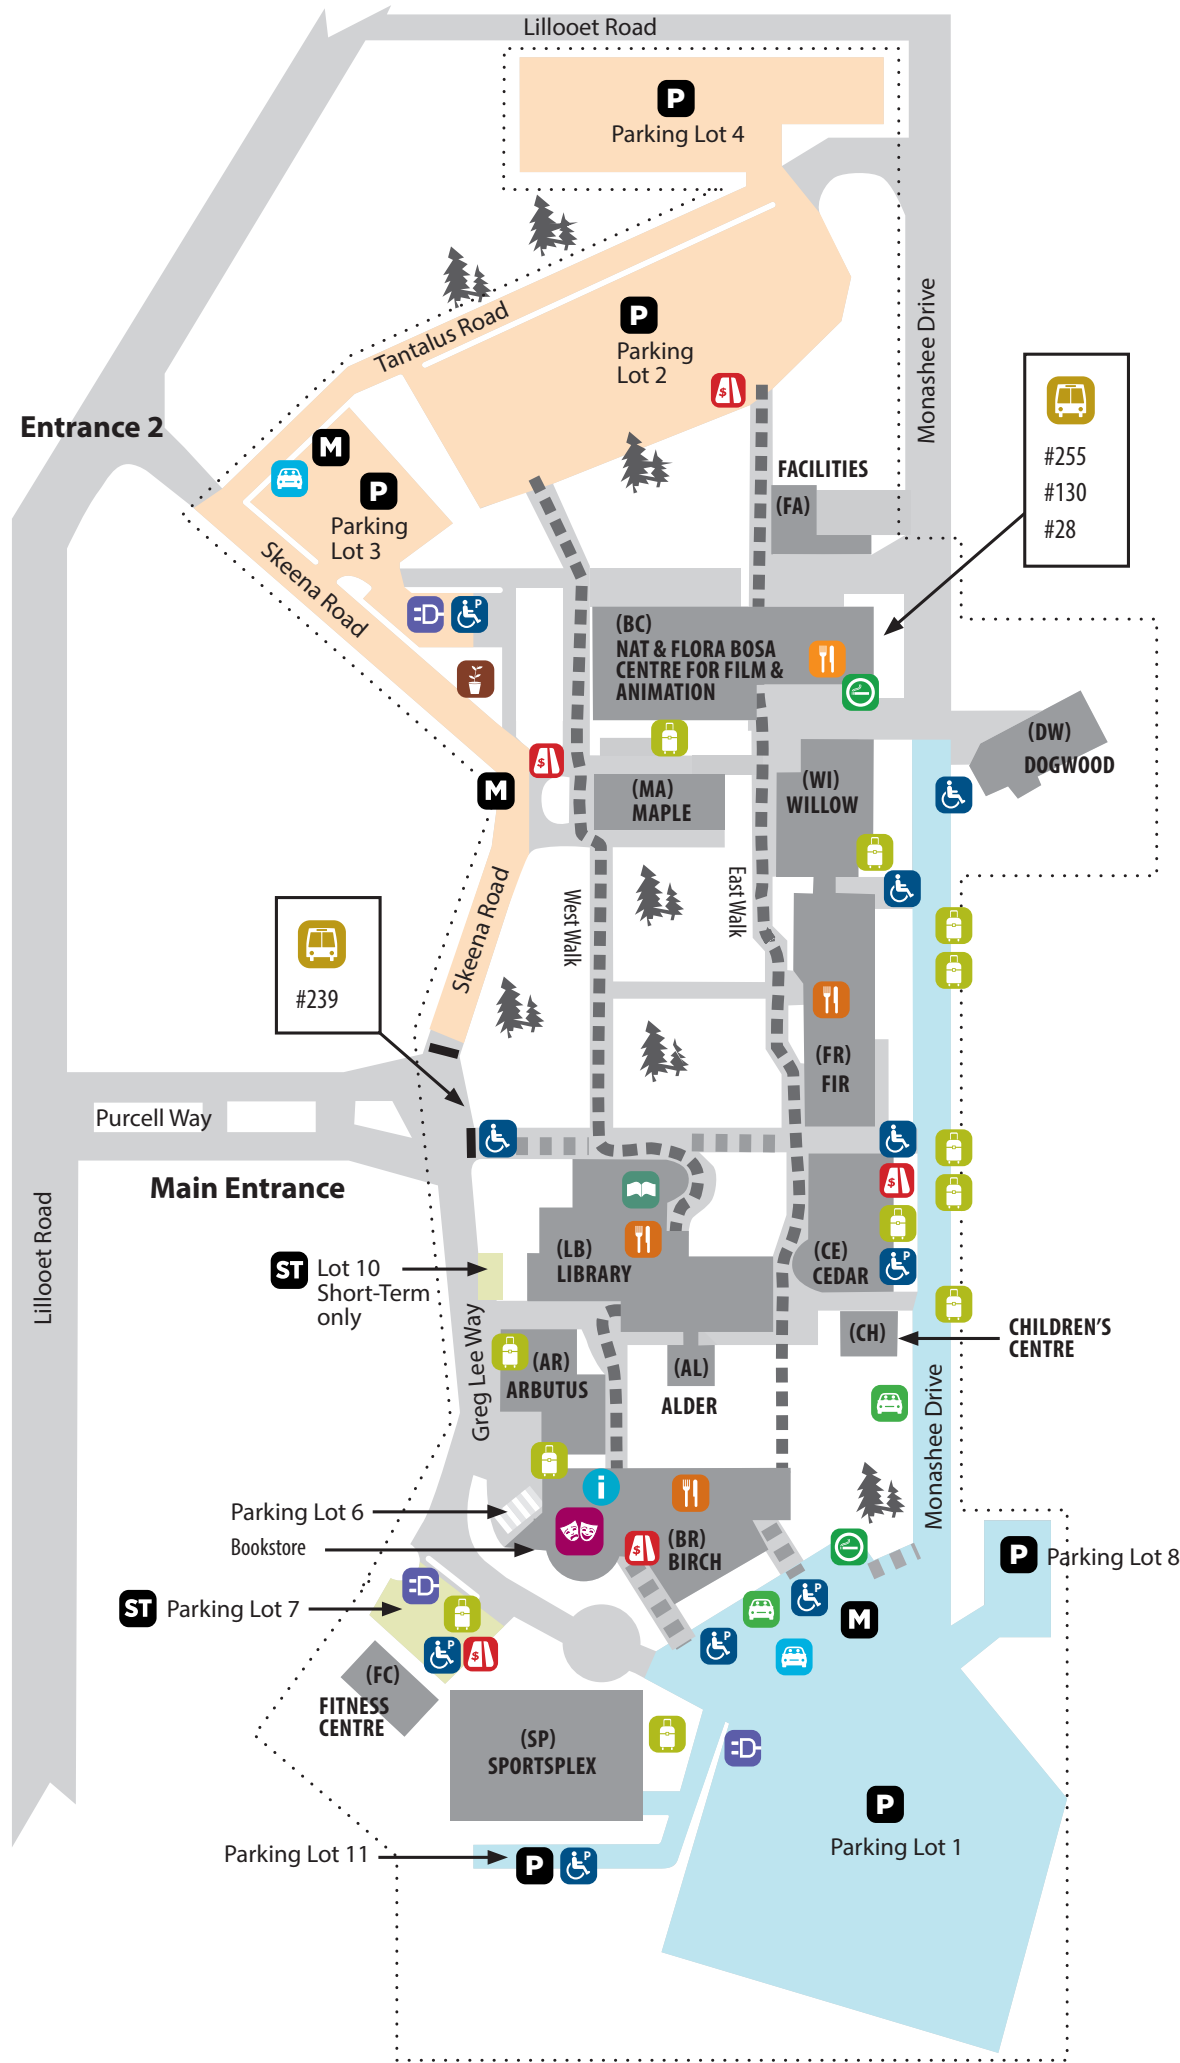 Lillooet Road
P
Parking Lot 4
P
Parking
Lot 2
Tantalus Road
Monashee Drive
$
#255
#130
#28
Entrance 2
M
P
Parking
Lot 3
FACILITIES
(FA)
Skeena Road
P
(BC)
NAT & FLORA BOSA
CENTRE FOR FILM &
ANIMATION
(DW)
DOGWOOD
$
M
(MA)
MAPLE
(WI)
WILLOW
Skeena Road
West Walk
East Walk
#239
(FR)
FIR
Purcell Way
Main Entrance
Lillooet Road
$
(LB)
LIBRARY
(CE)
CEDAR
P
ST
Lot 10
Short-Term
only
Greg Lee Way
(CH)
CHILDREN'S
CENTRE
(AR)
ARBUTUS
(AL)
ALDER
Monashee Drive
i
Parking Lot 6
Bookstore
$
(BR)
BIRCH
P
Parking Lot 8
ST
Parking Lot 7
P
M
P
P
$
(FC)
FITNESS
CENTRE
(SP)
SPORTSPLEX
P
Parking Lot 1
Parking Lot 11
P
P